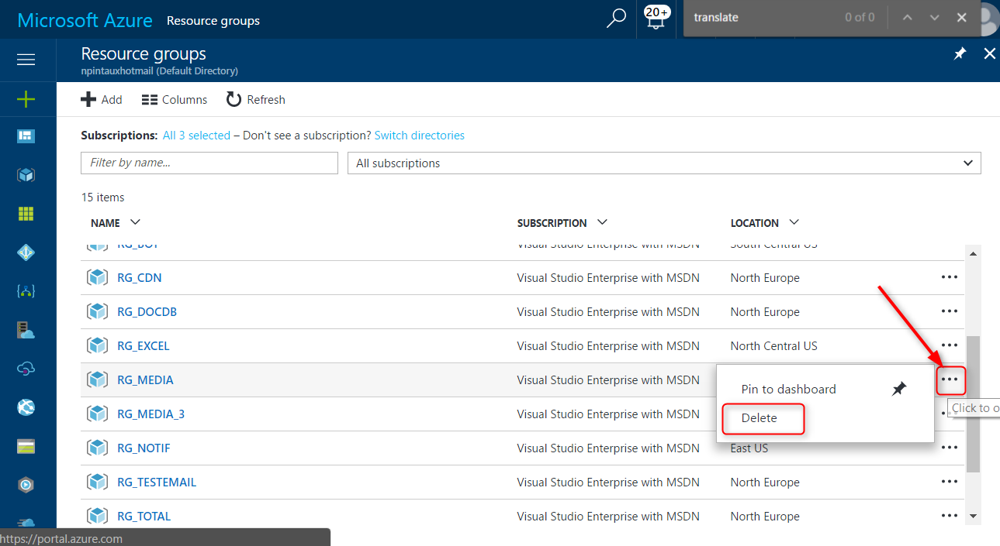 Microsoft Azure Resource groups 20+ translate 0 of 0
Resource groups
npintauxhotmail (Default Directory)
Add Columns Refresh
Subscriptions: All 3 selected – Don't see a subscription? Switch directories
Filter by name... All subscriptions
15 items
NAME SUBSCRIPTION LOCATION
RG_BOT Visual Studio Enterprise with MSDN South Central US
RG_CDN Visual Studio Enterprise with MSDN North Europe
RG_DOCDB Visual Studio Enterprise with MSDN North Europe
RG_EXCEL Visual Studio Enterprise with MSDN North Central US
RG_MEDIA Visual Studio Enterprise with MSDN
Pin to dashboard
Click to o
RG_MEDIA_3 Visual Studio Enterprise with MSDN
Delete
RG_NOTIF Visual Studio Enterprise with MSDN East US
RG_TESTEMAIL Visual Studio Enterprise with MSDN North Europe
RG_TOTAL Visual Studio Enterprise with MSDN North Europe
https://portal.azure.com